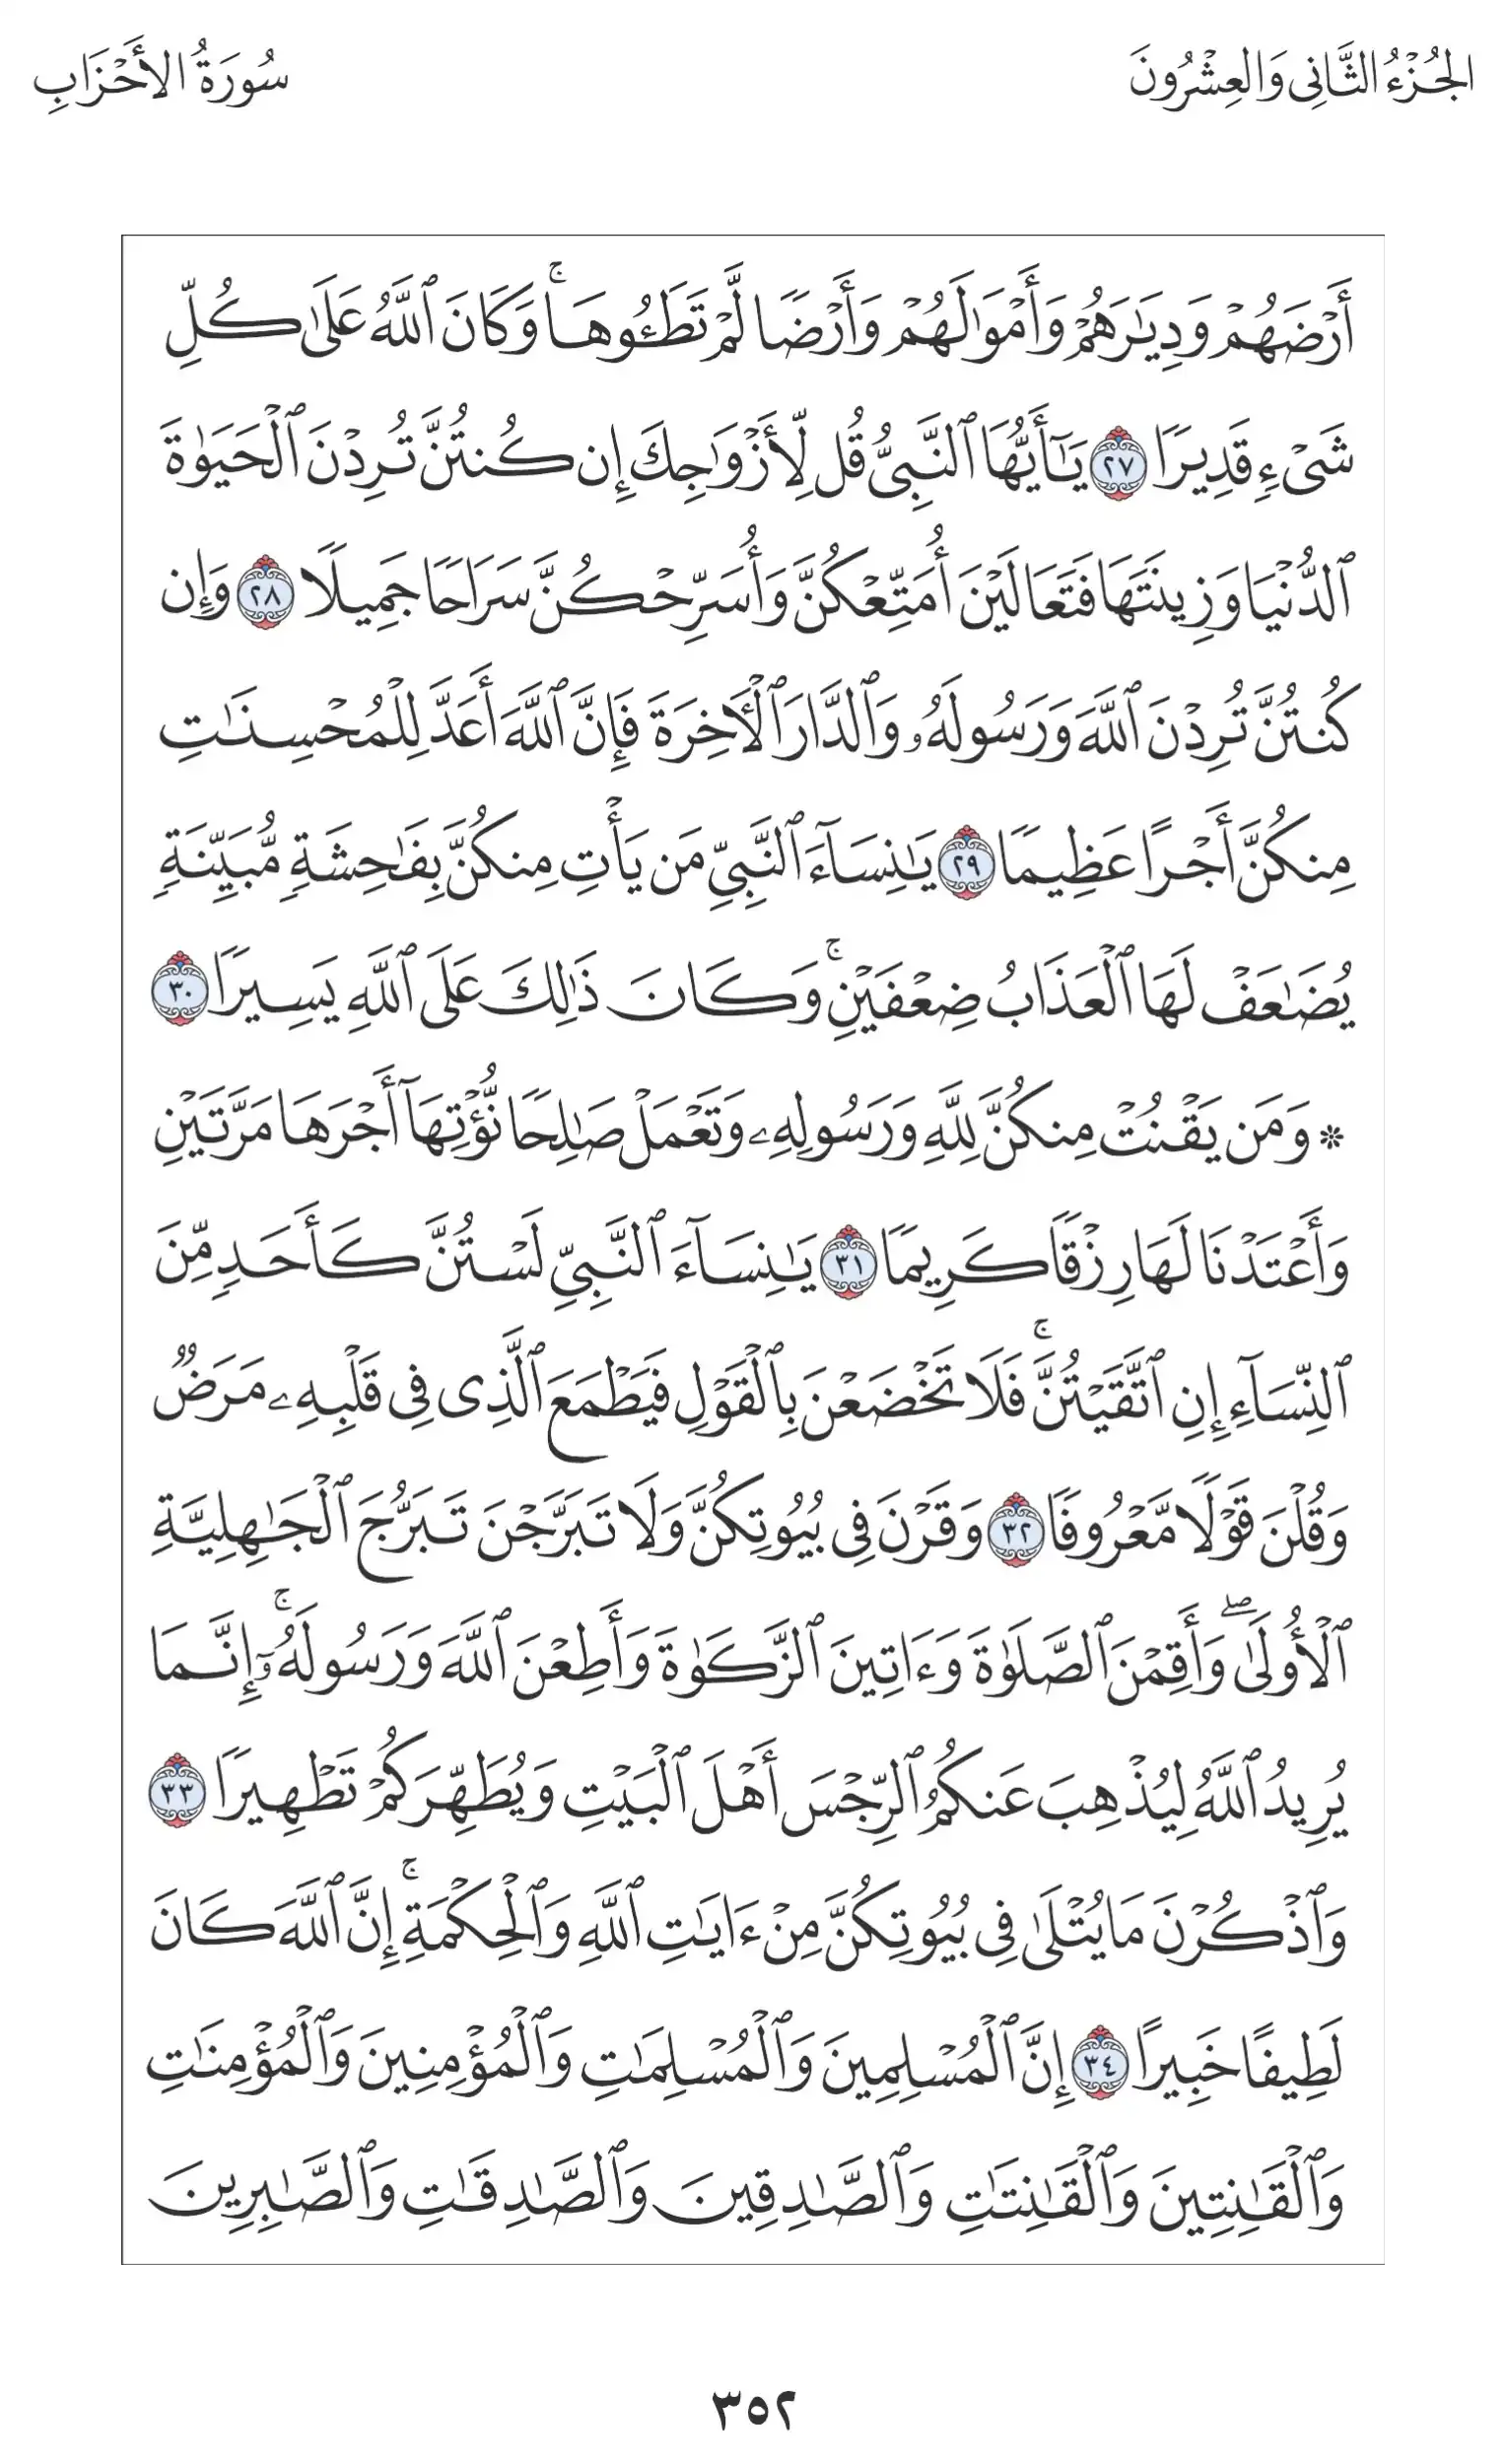 الجُزْءُ الثَّانِى وَالعِشْرُونَ
سُورَةُ الأَحْزَابِ
أَرْضَهُمْ وَدِيَٰرَهُمْ وَأَمْوَٰلَهُمْ وَأَرْضًا لَّمْ تَطَـُٔوهَاۚ وَكَانَ ٱللَّهُ عَلَىٰ كُلِّ
شَىْءٍ قَدِيرًا ٢٧ يَٰٓأَيُّهَا ٱلنَّبِىُّ قُل لِّأَزْوَٰجِكَ إِن كُنتُنَّ تُرِدْنَ ٱلْحَيَوٰةَ
ٱلدُّنْيَا وَزِينَتَهَا فَتَعَالَيْنَ أُمَتِّعْكُنَّ وَأُسَرِّحْكُنَّ سَرَاحًا جَمِيلًا ٢٨ وَإِن
كُنتُنَّ تُرِدْنَ ٱللَّهَ وَرَسُولَهُۥ وَٱلدَّارَ ٱلْأَخِرَةَ فَإِنَّ ٱللَّهَ أَعَدَّ لِلْمُحْسِنَٰتِ
مِنكُنَّ أَجْرًا عَظِيمًا ٢٩ يَٰنِسَآءَ ٱلنَّبِىِّ مَن يَأْتِ مِنكُنَّ بِفَٰحِشَةٍ مُّبَيِّنَةٍ
يُضَٰعَفْ لَهَا ٱلْعَذَابُ ضِعْفَيْنِۚ وَكَانَ ذَٰلِكَ عَلَى ٱللَّهِ يَسِيرًا ٣٠
۞ وَمَن يَقْنُتْ مِنكُنَّ لِلَّهِ وَرَسُولِهِۦ وَتَعْمَلْ صَٰلِحًا نُّؤْتِهَآ أَجْرَهَا مَرَّتَيْنِ
وَأَعْتَدْنَا لَهَا رِزْقًا كَرِيمًا ٣١ يَٰنِسَآءَ ٱلنَّبِىِّ لَسْتُنَّ كَأَحَدٍ مِّنَ
ٱلنِّسَآءِ إِنِ ٱتَّقَيْتُنَّۚ فَلَا تَخْضَعْنَ بِٱلْقَوْلِ فَيَطْمَعَ ٱلَّذِى فِى قَلْبِهِۦ مَرَضٌ
وَقُلْنَ قَوْلًا مَّعْرُوفًا ٣٢ وَقَرْنَ فِى بُيُوتِكُنَّ وَلَا تَبَرَّجْنَ تَبَرُّجَ ٱلْجَٰهِلِيَّةِ
ٱلْأُولَىٰۖ وَأَقِمْنَ ٱلصَّلَوٰةَ وَءَاتِينَ ٱلزَّكَوٰةَ وَأَطِعْنَ ٱللَّهَ وَرَسُولَهُۥٓۚ إِنَّمَا
يُرِيدُ ٱللَّهُ لِيُذْهِبَ عَنكُمُ ٱلرِّجْسَ أَهْلَ ٱلْبَيْتِ وَيُطَهِّرَكُمْ تَطْهِيرًا ٣٣
وَٱذْكُرْنَ مَا يُتْلَىٰ فِى بُيُوتِكُنَّ مِنْ ءَايَٰتِ ٱللَّهِ وَٱلْحِكْمَةِۚ إِنَّ ٱللَّهَ كَانَ
لَطِيفًا خَبِيرًا ٣٤ إِنَّ ٱلْمُسْلِمِينَ وَٱلْمُسْلِمَٰتِ وَٱلْمُؤْمِنِينَ وَٱلْمُؤْمِنَٰتِ
وَٱلْقَٰنِتِينَ وَٱلْقَٰنِتَٰتِ وَٱلصَّٰدِقِينَ وَٱلصَّٰدِقَٰتِ وَٱلصَّٰبِرِينَ
٣٥٢